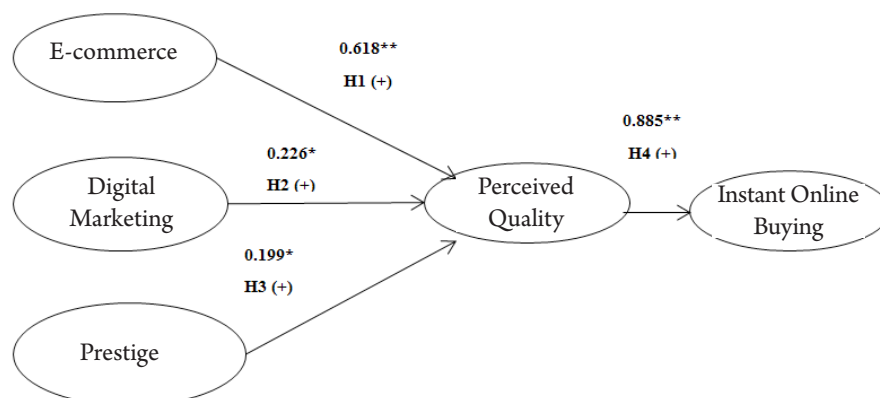 E-commerce
0.618**
H1 (+)
Digital
Marketing
0.226*
H2 (+)
Prestige
0.199*
H3 (+)
Perceived
Quality
0.885**
H4 (+)
Instant Online
Buying